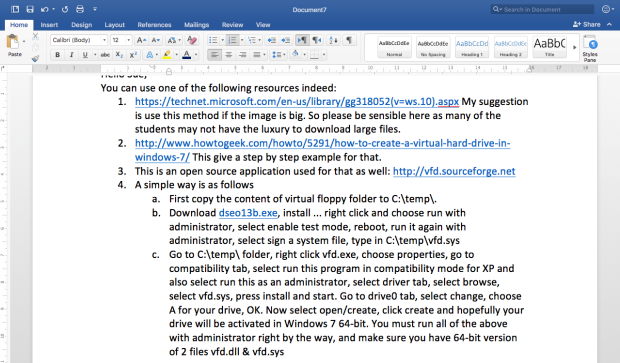 Document7
Search in Document
Home Insert Design Layout References Mailings Review View
Share
Paste
Calibri (Body) 12
AaBbCcDdEe AaBbCcDdEe AaBbCcDd AaBbCcDdEe AaBbC
Normal No Spacing Heading 1 Heading 2 Title
Styles
Pane
You can use one of the following resources indeed:
1. https://technet.microsoft.com/en-us/library/gg318052(v=ws.10).aspx My suggestion
is use this method if the image is big. So please be sensible here as many of the
students may not have the luxury to download large files.
2. http://www.howtogeek.com/howto/5291/how-to-create-a-virtual-hard-drive-in-
windows-7/ This give a step by step example for that.
3. This is an open source application used for that as well: http://vfd.sourceforge.net
4. A simple way is as follows
a. First copy the content of virtual floppy folder to C:\temp\.
b. Download dseo13b.exe, install ... right click and choose run with
administrator, select enable test mode, reboot, run it again with
administrator, select sign a system file, type in C:\temp\vfd.sys
c. Go to C:\temp\ folder, right click vfd.exe, choose properties, go to
compatibility tab, select run this program in compatibility mode for XP and
also select run this as an administrator, select driver tab, select browse,
select vfd.sys, press install and start. Go to drive0 tab, select change, choose
A for your drive, OK. Now select open/create, click create and hopefully your
drive will be activated in Windows 7 64-bit. You must run all of the above
with administrator right by the way, and make sure you have 64-bit version
of 2 files vfd.dll & vfd.sys